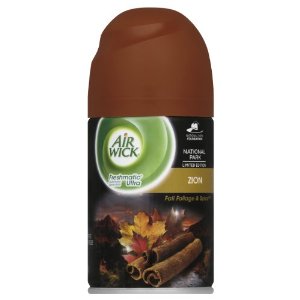 AIR
WICK
Freshmatic
Ultra
NATIONAL
PARK
LIMITED EDITION
ZION
Fall Foliage & Spice